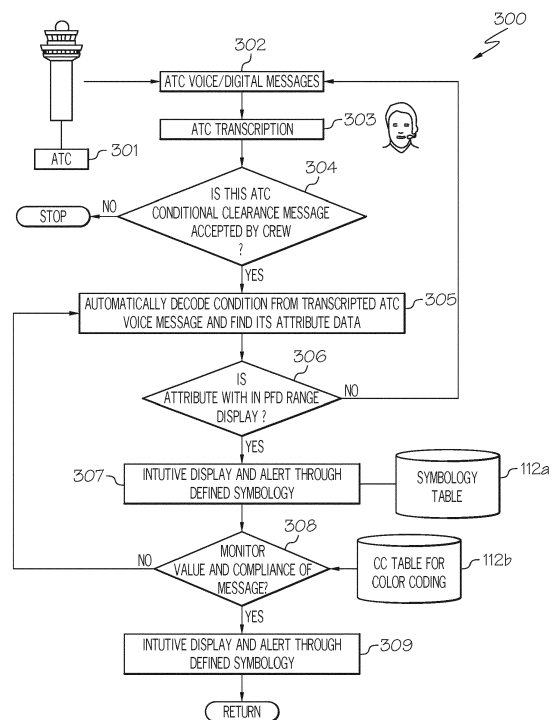 300
302
ATC VOICE/DIGITAL MESSAGES
ATC TRANSCRIPTION
303
ATC
301
304
IS THIS ATC
CONDITIONAL CLEARANCE MESSAGE
ACCEPTED BY CREW
?
NO
STOP
YES
AUTOMATICALLY DECODE CONDITION FROM TRANSCRIPTED ATC
VOICE MESSAGE AND FIND ITS ATTRIBUTE DATA
305
306
IS
ATTRIBUTE WITH IN PFD RANGE
DISPLAY ?
NO
YES
307
INTUTIVE DISPLAY AND ALERT THROUGH
DEFINED SYMBOLOGY
SYMBOLOGY
TABLE
112a
308
MONITOR
VALUE AND COMPLIANCE OF
MESSAGE?
NO
CC TABLE FOR
COLOR CODING
112b
YES
INTUTIVE DISPLAY AND ALERT THROUGH
DEFINED SYMBOLOGY
309
RETURN